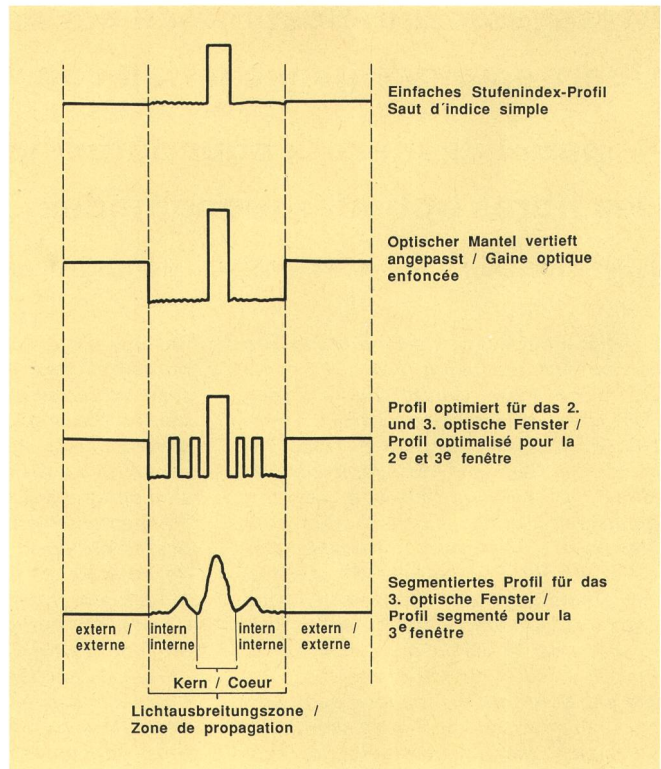 Einfaches Stufenindex-Profil
Saut d´indice simple
Optischer Mantel vertieft
angepasst / Gaine optique
enfoncée
Profil optimiert für das 2.
und 3. optische Fenster /
Profil optimalisé pour la
2e et 3e fenêtre
Segmentiertes Profil für das
3. optische Fenster /
Profil segmenté pour la
3e fenêtre
extern /
externe
intern
interne
intern
interne
extern /
externe
Kern / Coeur
Lichtausbreitungszone /
Zone de propagation